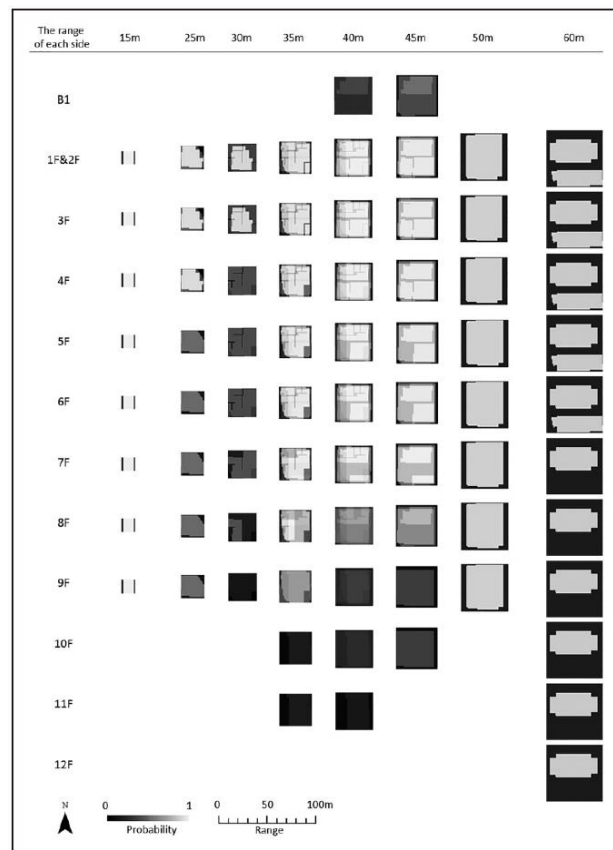 The range
of each side
15m 25m 30m 35m 40m 45m 50m 60m
B1
1F&2F
3F
4F
5F
6F
7F
8F
9F
10F
11F
12F
N
0 1
Probability
0 50 100m
Range